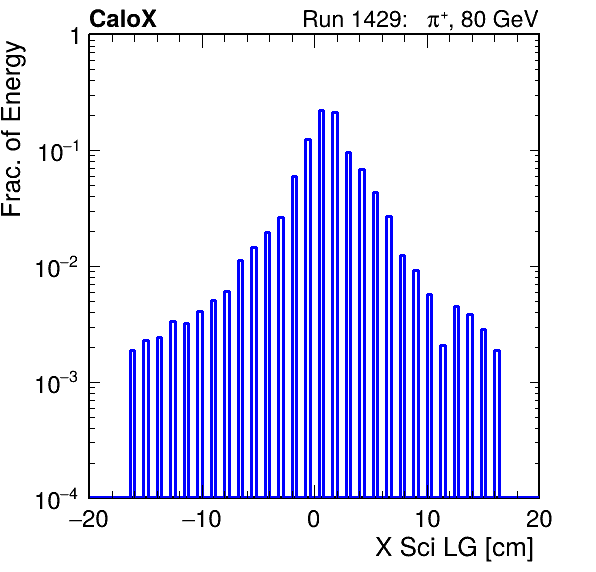 CaloX Run 1429: π⁺, 80 GeV
Frac. of Energy
1
10⁻¹
10⁻²
10⁻³
10⁻⁴
−20 −10 0 10 20
X Sci LG [cm]